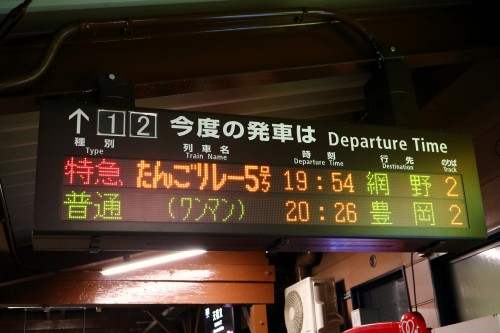 ↑ 1 2 今度の発車は Departure Time
種別 列車名 時刻 行先 のりば
Type Train Name Departure Time Destination Track
特急 たんごリレー5号 19:54 網野 2
普通 (ワンマン) 20:26 豊岡 2